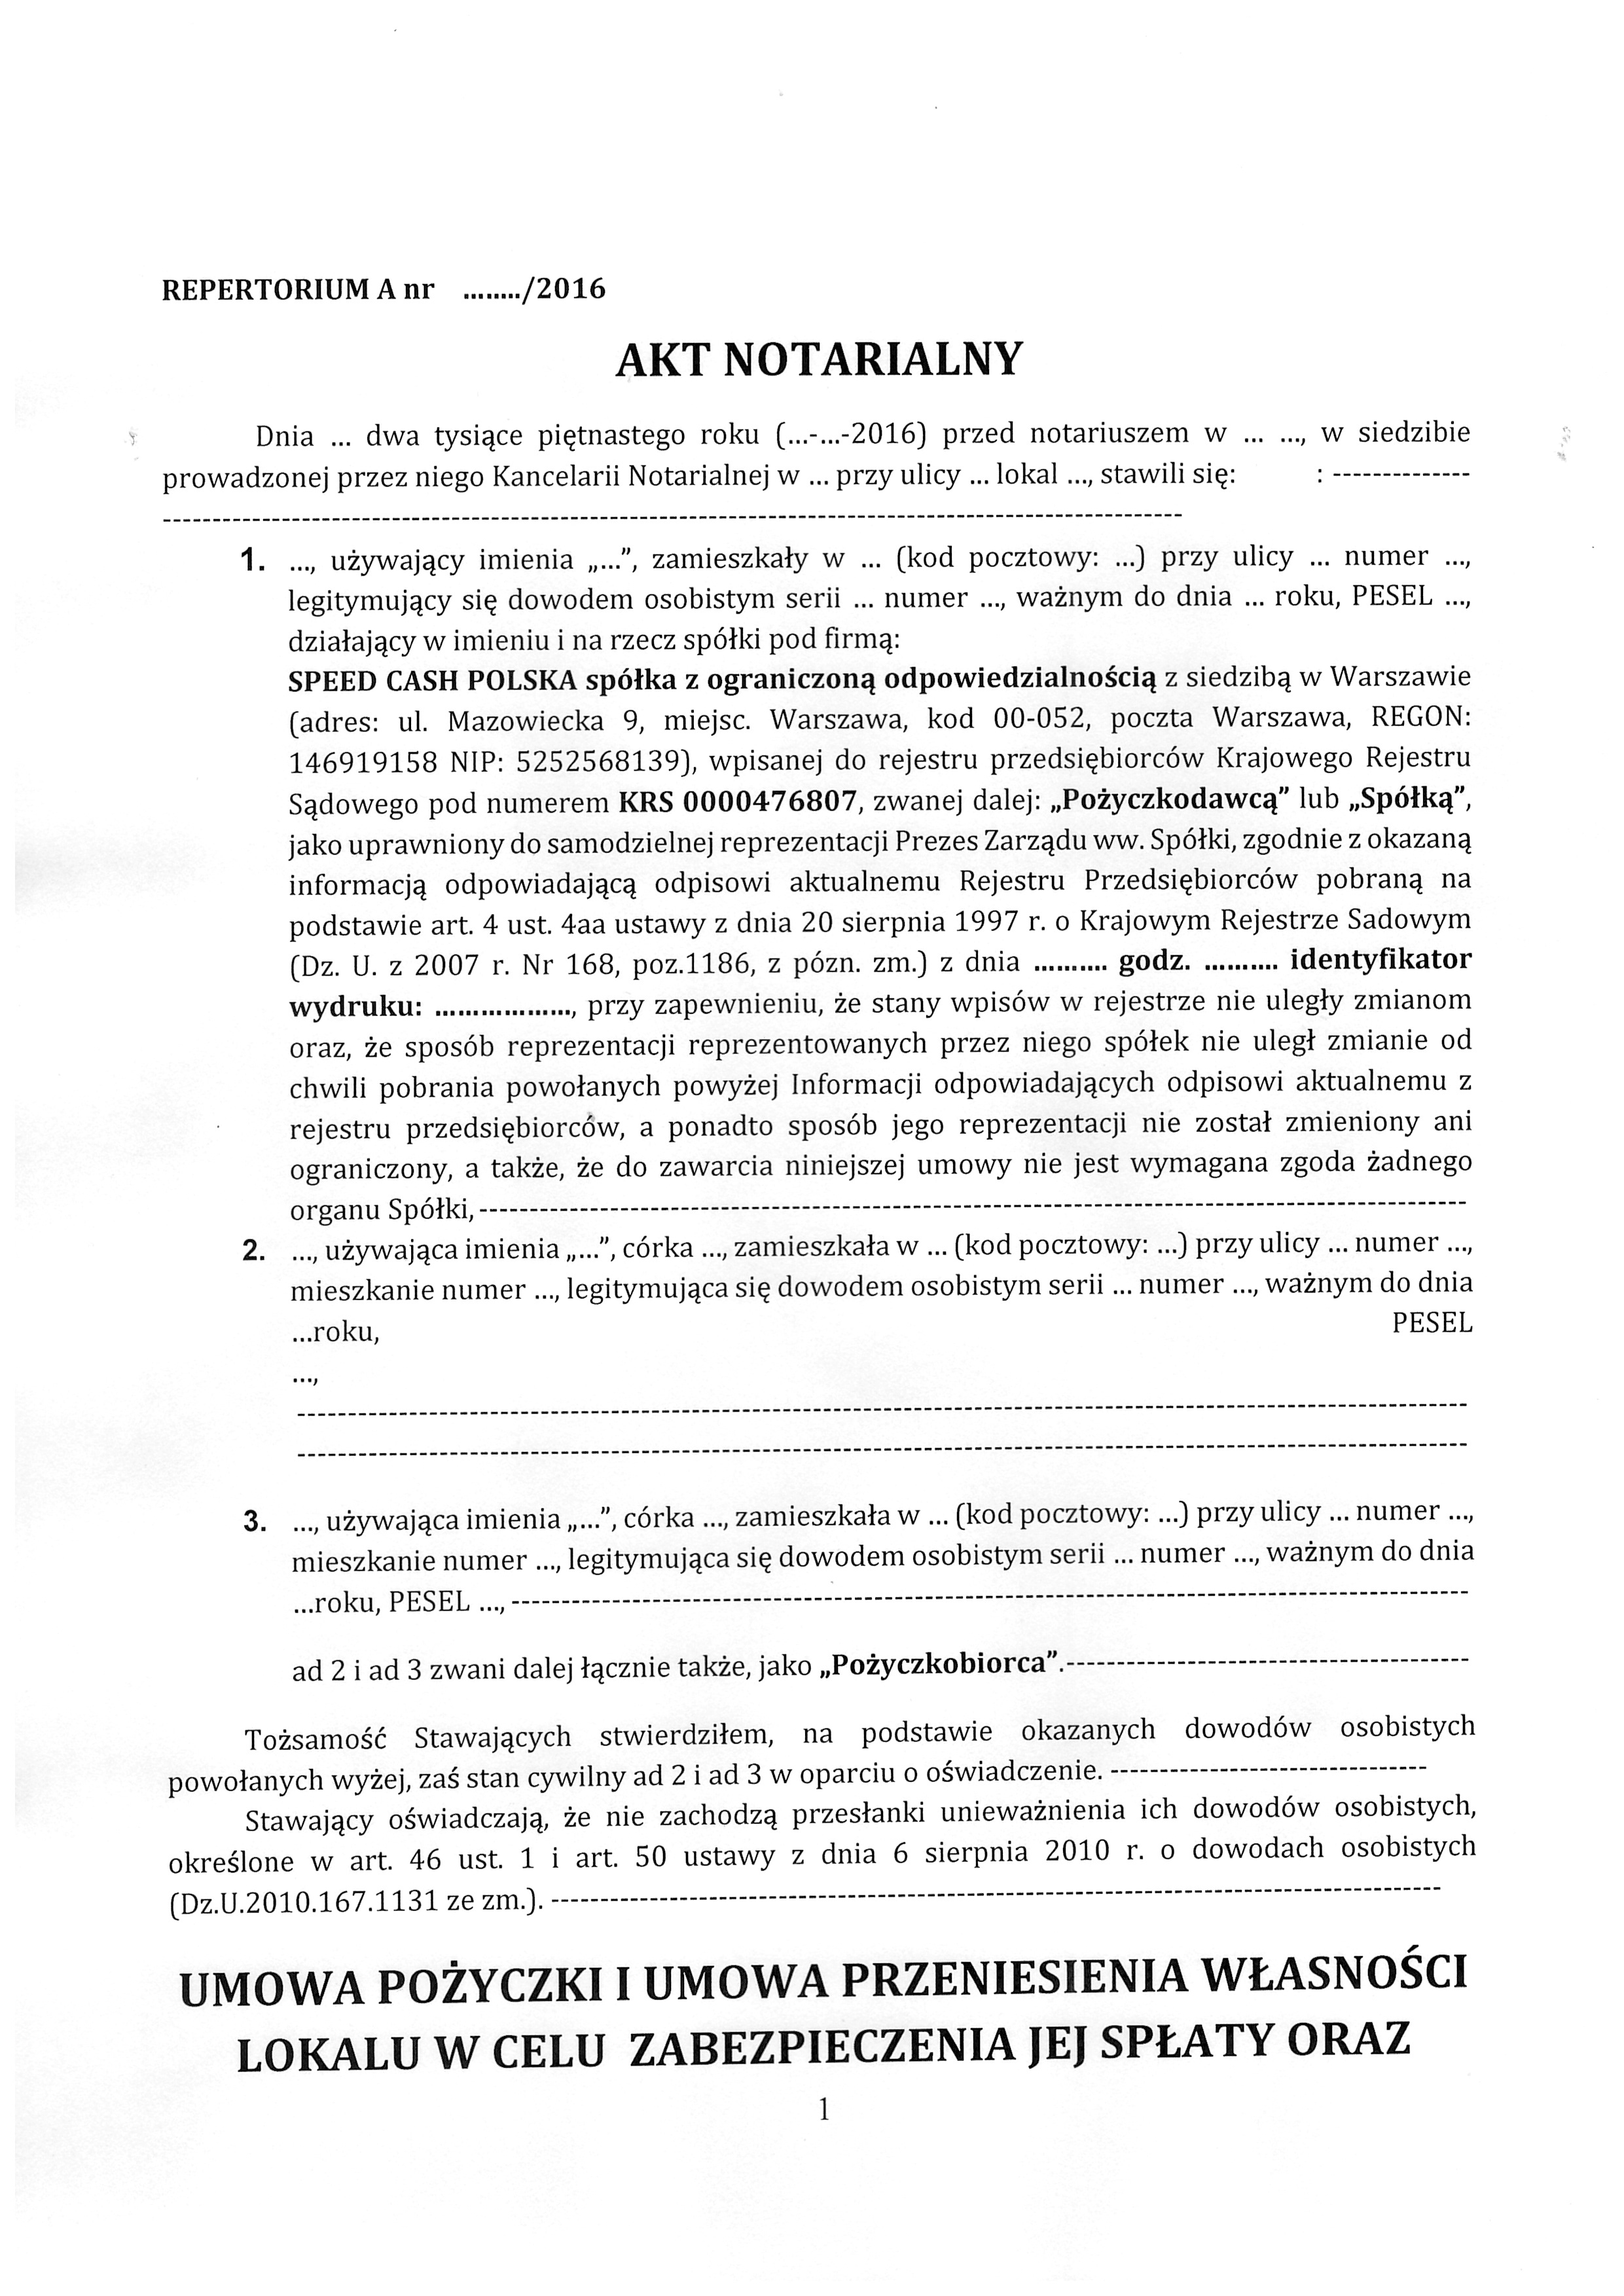 REPERTORIUM A nr ......../2016
AKT NOTARIALNY
Dnia ... dwa tysiące piętnastego roku (...-...-2016) przed notariuszem w ... ..., w siedzibie
prowadzonej przez niego Kancelarii Notarialnej w ... przy ulicy ... lokal ..., stawili się: : --------------
------------------------------------------------------------------------------------------------------
1. ..., używający imienia „...”, zamieszkały w ... (kod pocztowy: ...) przy ulicy ... numer ...,
legitymujący się dowodem osobistym serii ... numer ..., ważnym do dnia ... roku, PESEL ...,
działający w imieniu i na rzecz spółki pod firmą:
SPEED CASH POLSKA spółka z ograniczoną odpowiedzialnością z siedzibą w Warszawie
(adres: ul. Mazowiecka 9, miejsc. Warszawa, kod 00-052, poczta Warszawa, REGON:
146919158 NIP: 5252568139), wpisanej do rejestru przedsiębiorców Krajowego Rejestru
Sądowego pod numerem KRS 0000476807, zwanej dalej: „Pożyczkodawcą” lub „Spółką”,
jako uprawniony do samodzielnej reprezentacji Prezes Zarządu ww. Spółki, zgodnie z okazaną
informacją odpowiadającą odpisowi aktualnemu Rejestru Przedsiębiorców pobraną na
podstawie art. 4 ust. 4aa ustawy z dnia 20 sierpnia 1997 r. o Krajowym Rejestrze Sadowym
(Dz. U. z 2007 r. Nr 168, poz.1186, z pózn. zm.) z dnia .......... godz. .......... identyfikator
wydruku: .................., przy zapewnieniu, że stany wpisów w rejestrze nie uległy zmianom
oraz, że sposób reprezentacji reprezentowanych przez niego spółek nie uległ zmianie od
chwili pobrania powołanych powyżej Informacji odpowiadających odpisowi aktualnemu z
rejestru przedsiębiorców, a ponadto sposób jego reprezentacji nie został zmieniony ani
ograniczony, a także, że do zawarcia niniejszej umowy nie jest wymagana zgoda żadnego
organu Spółki,---------------------------------------------------------------------------------------------------
2. ..., używająca imienia „...”, córka ..., zamieszkała w ... (kod pocztowy: ...) przy ulicy ... numer ...,
mieszkanie numer ..., legitymująca się dowodem osobistym serii ... numer ..., ważnym do dnia
...roku, PESEL
...,
---------------------------------------------------------------------------------------------------------------------
---------------------------------------------------------------------------------------------------------------------
3. ..., używająca imienia „...”, córka ..., zamieszkała w ... (kod pocztowy: ...) przy ulicy ... numer ...,
mieszkanie numer ..., legitymująca się dowodem osobistym serii ... numer ..., ważnym do dnia
...roku, PESEL ...,------------------------------------------------------------------------------------------------
ad 2 i ad 3 zwani dalej łącznie także, jako „Pożyczkobiorca”.----------------------------------------
Tożsamość Stawających stwierdziłem, na podstawie okazanych dowodów osobistych
powołanych wyżej, zaś stan cywilny ad 2 i ad 3 w oparciu o oświadczenie. --------------------------------
Stawający oświadczają, że nie zachodzą przesłanki unieważnienia ich dowodów osobistych,
określone w art. 46 ust. 1 i art. 50 ustawy z dnia 6 sierpnia 2010 r. o dowodach osobistych
(Dz.U.2010.167.1131 ze zm.). -----------------------------------------------------------------------------------------
UMOWA POŻYCZKI I UMOWA PRZENIESIENIA WŁASNOŚCI
LOKALU W CELU ZABEZPIECZENIA JEJ SPŁATY ORAZ
1